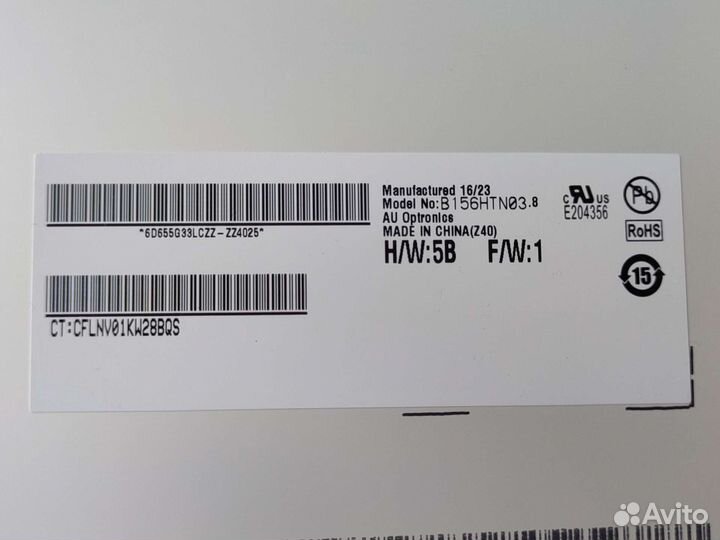 *6D655G33LCZZ-ZZ4025*
CT:CFLNV01KW28BQS
Manufactured 16/23
Model No:B156HTN03.8
AU Optronics
MADE IN CHINA(Z40)
H/W:5B F/W:1
c RU US
E204356
Pb
RoHS
15
Avito